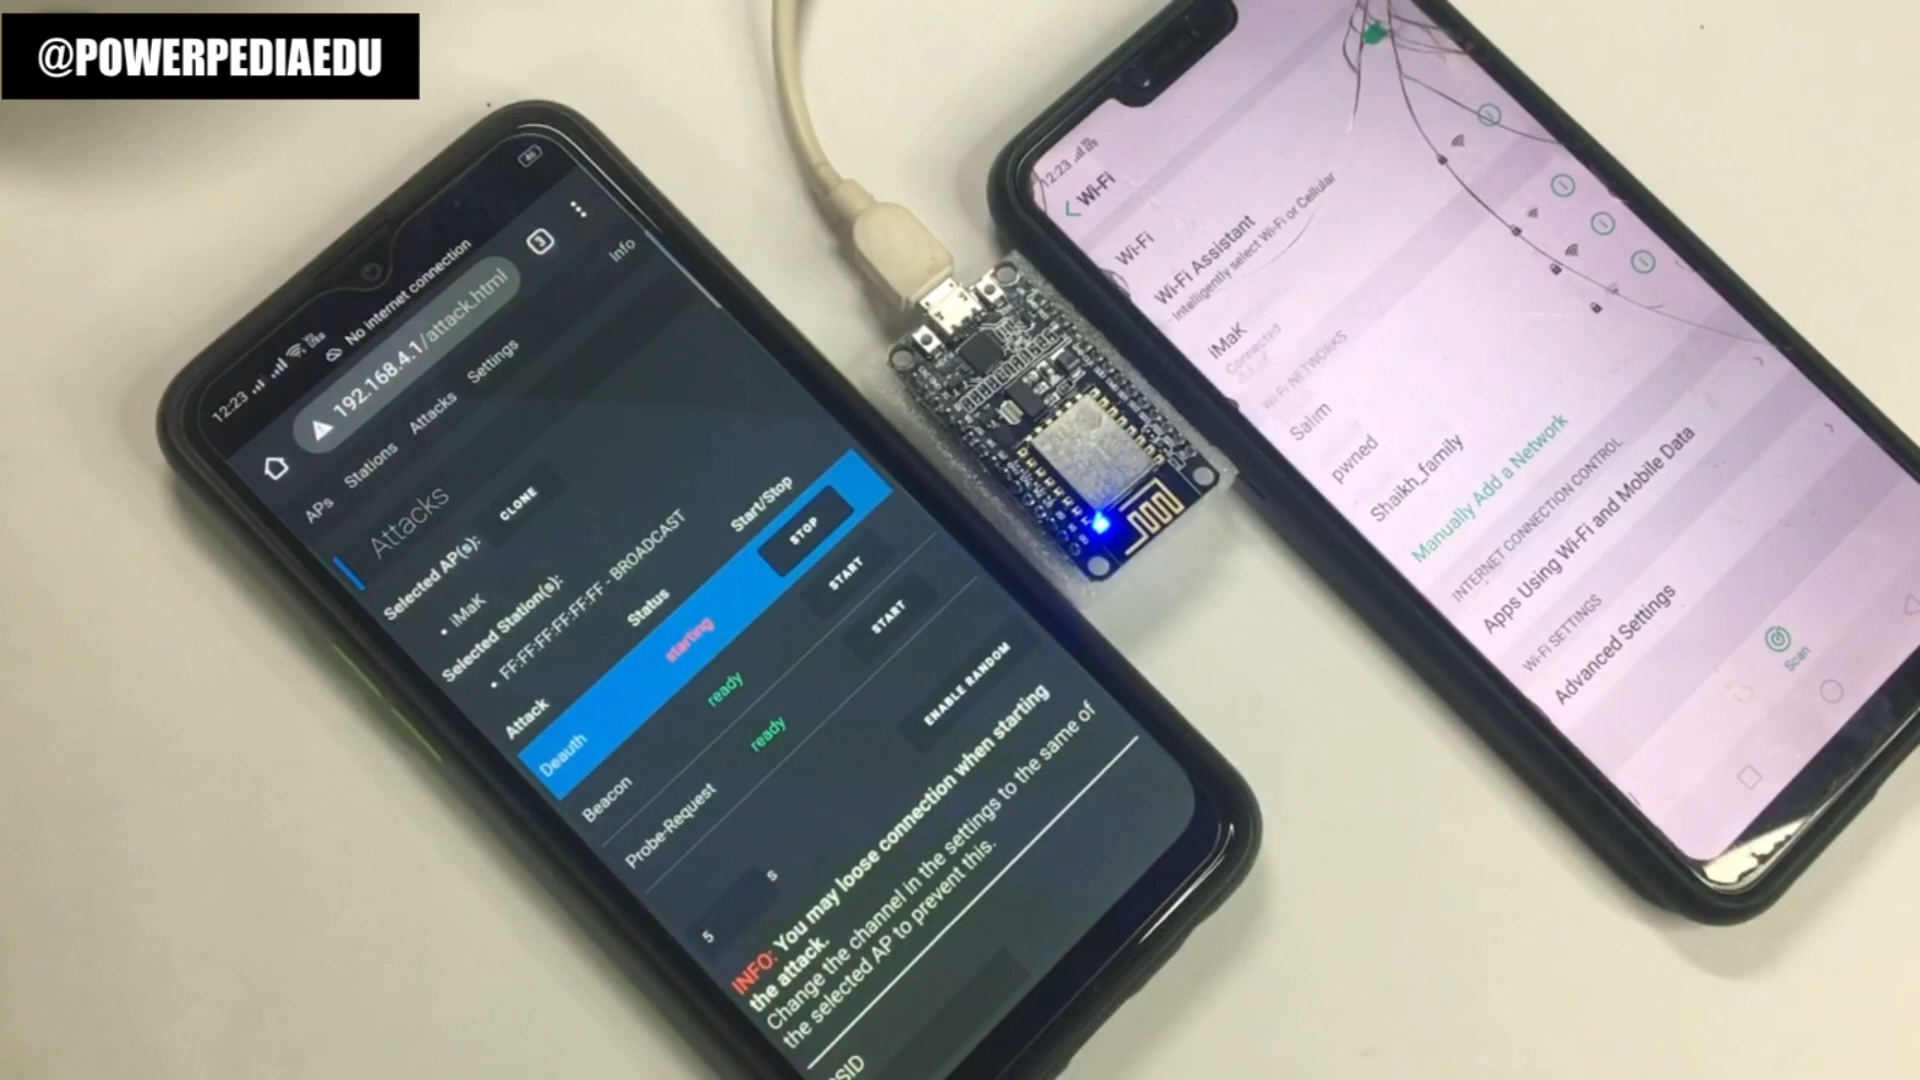 @POWERPEDIAEDU
12:23
No internet connection
192.168.4.1/attack.html
3
APs Stations Attacks Settings Info
Attacks
Selected AP(s): CLONE
iMaK
Selected Station(s):
FF:FF:FF:FF:FF:FF - BROADCAST
Attack Status Start/Stop
Deauth starting STOP
Beacon ready START
Probe-Request ready START
ENABLE RANDOM
5 s
INFO: You may loose connection when starting
the attack.
Change the channel in the settings to the same of
the selected AP to prevent this.
SSID
12:23
Wi-Fi
Wi-Fi
Wi-Fi Assistant
Intelligently select Wi-Fi or Cellular
iMaK
Connected
Wi-Fi NETWORKS
Salim
pwned
Shaikh_family
Manually Add a Network
INTERNET CONNECTION CONTROL
Apps Using Wi-Fi and Mobile Data
Wi-Fi SETTINGS
Advanced Settings
Scan